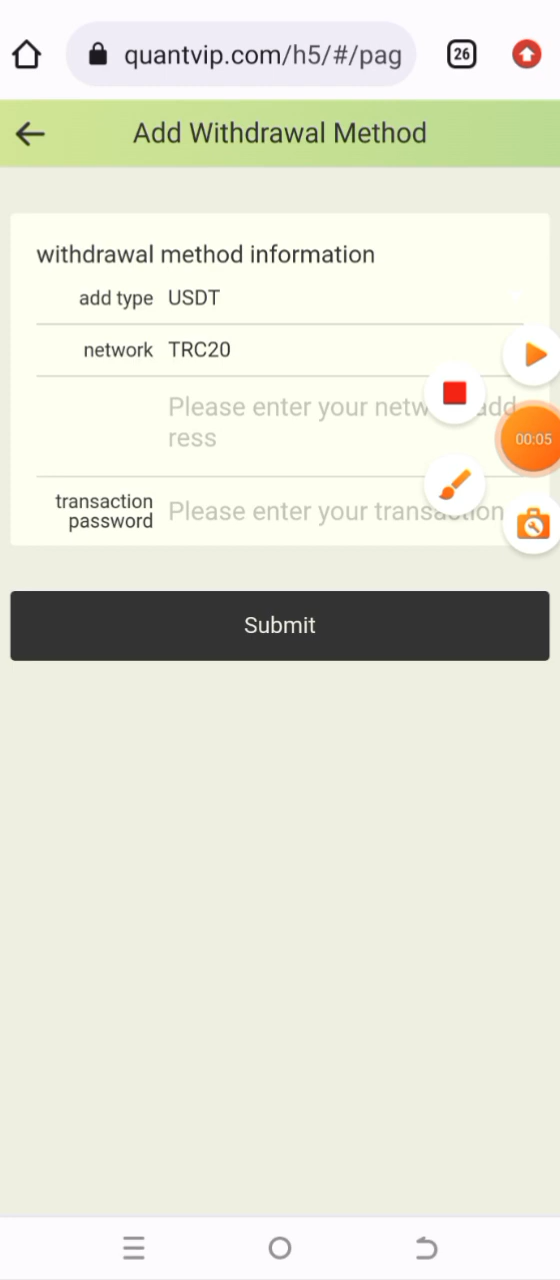 quantvip.com/h5/#/pag
26
Add Withdrawal Method
withdrawal method information
add type USDT
network TRC20
Please enter your netw add
ress
00:05
transaction
password Please enter your transaction
Submit